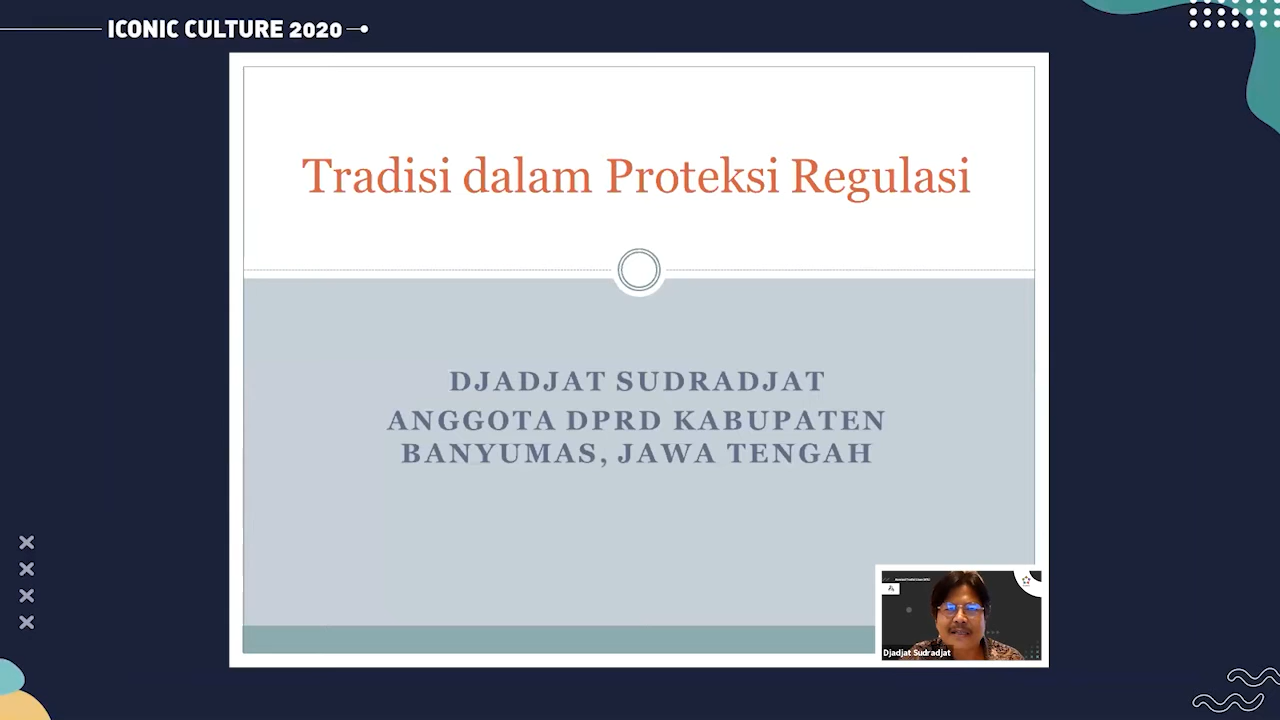 ICONIC CULTURE 2020
Tradisi dalam Proteksi Regulasi
DJADJAT SUDRADJAT
ANGGOTA DPRD KABUPATEN
BANYUMAS, JAWA TENGAH
Djadjat Sudradjat